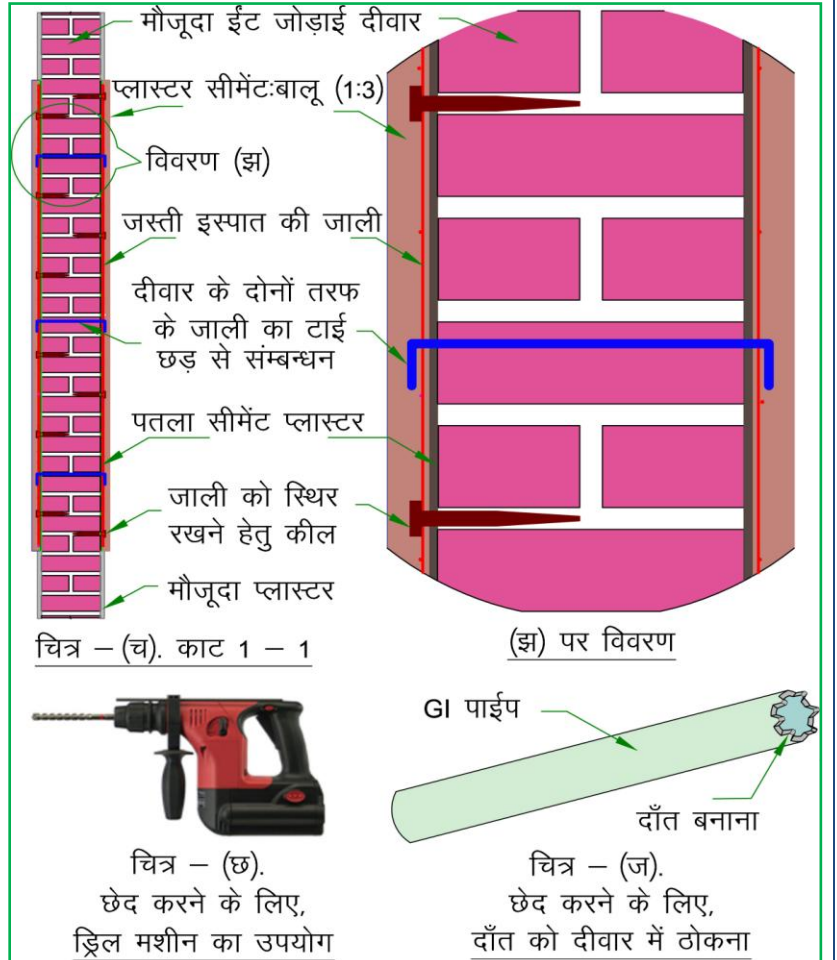 मौजूदा ईंट जोड़ाई दीवार
प्लास्टर सीमेंट:बालू (1:3)
विवरण (झ)
जस्ती इस्पात की जाली
दीवार के दोनों तरफ
के जाली का टाई
छड़ से संम्बन्धन
पतला सीमेंट प्लास्टर
जाली को स्थिर
रखने हेतु कील
मौजूदा प्लास्टर
चित्र – (च). काट 1 – 1
(झ) पर विवरण
GI पाईप
दाँत बनाना
चित्र – (छ).
छेद करने के लिए,
ड्रिल मशीन का उपयोग
चित्र – (ज).
छेद करने के लिए,
दाँत को दीवार में ठोकना